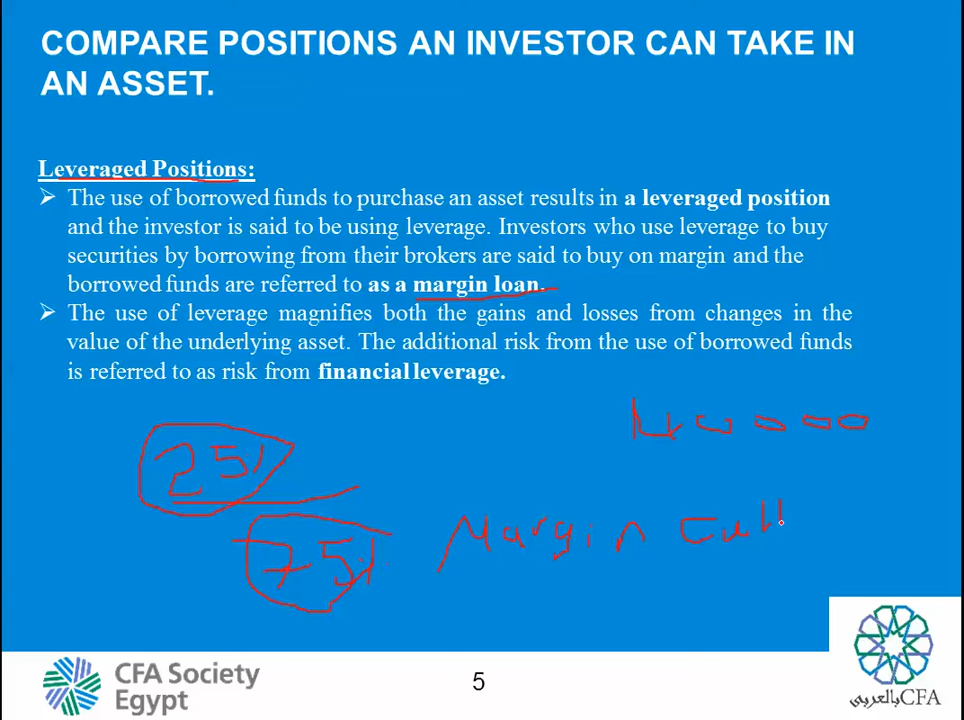 COMPARE POSITIONS AN INVESTOR CAN TAKE IN
AN ASSET.
Leveraged Positions:
➢ The use of borrowed funds to purchase an asset results in a leveraged position
and the investor is said to be using leverage. Investors who use leverage to buy
securities by borrowing from their brokers are said to buy on margin and the
borrowed funds are referred to as a margin loan.
➢ The use of leverage magnifies both the gains and losses from changes in the
value of the underlying asset. The additional risk from the use of borrowed funds
is referred to as risk from financial leverage.
25%
75%
Margin Call
CFA Society
Egypt
5
CFAبالعربي